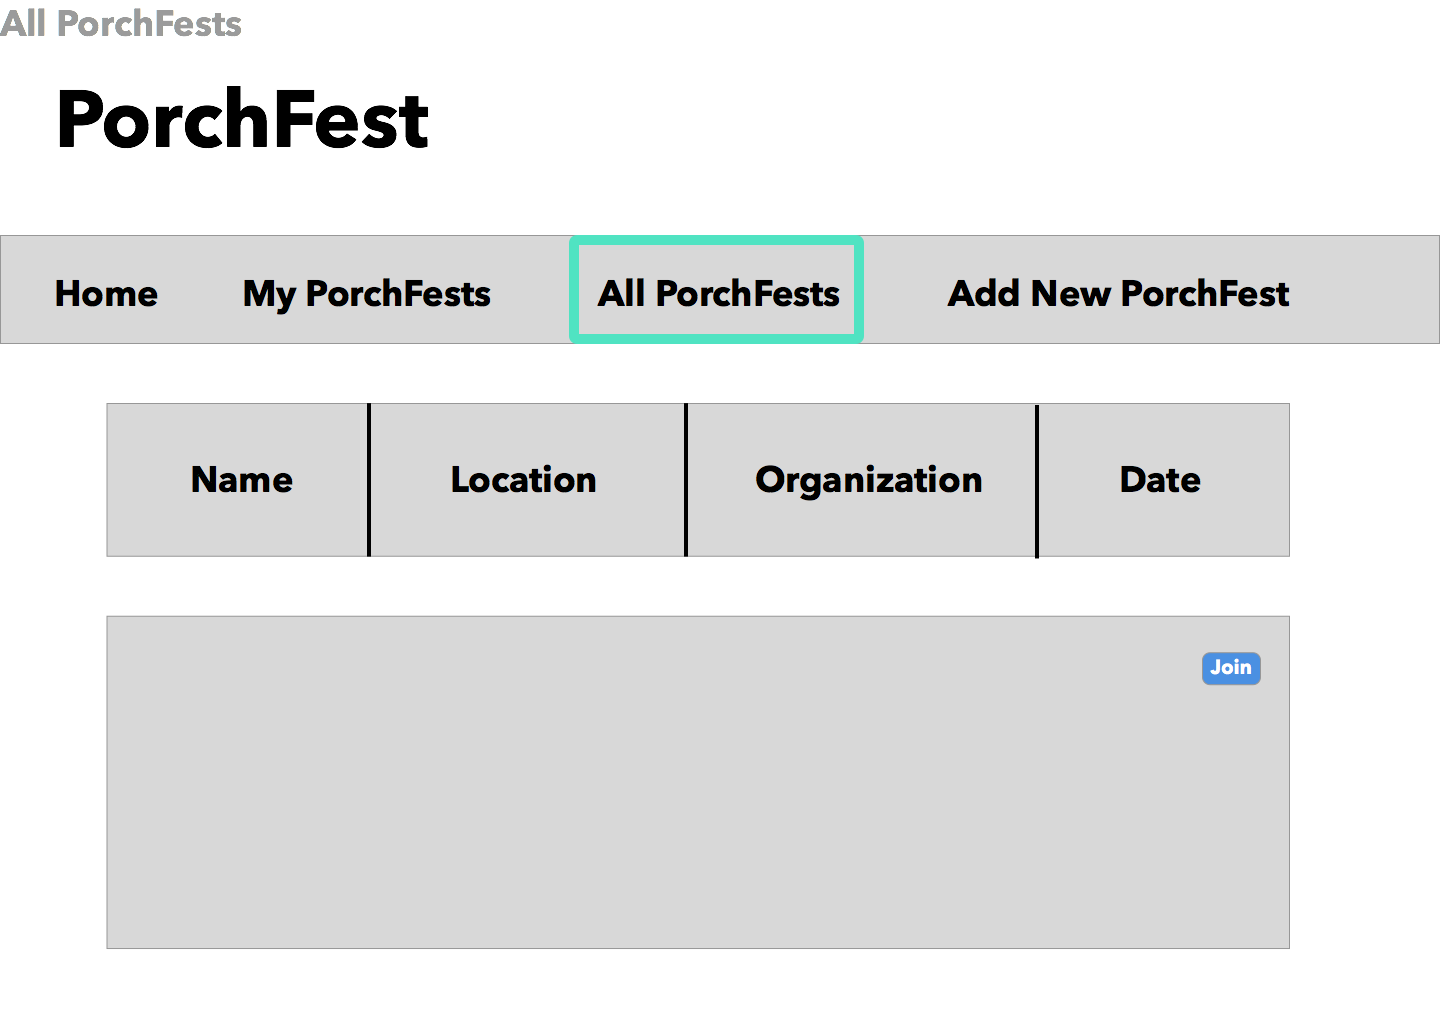 All PorchFests
PorchFest
Home My PorchFests All PorchFests Add New PorchFest
Name Location Organization Date
Join